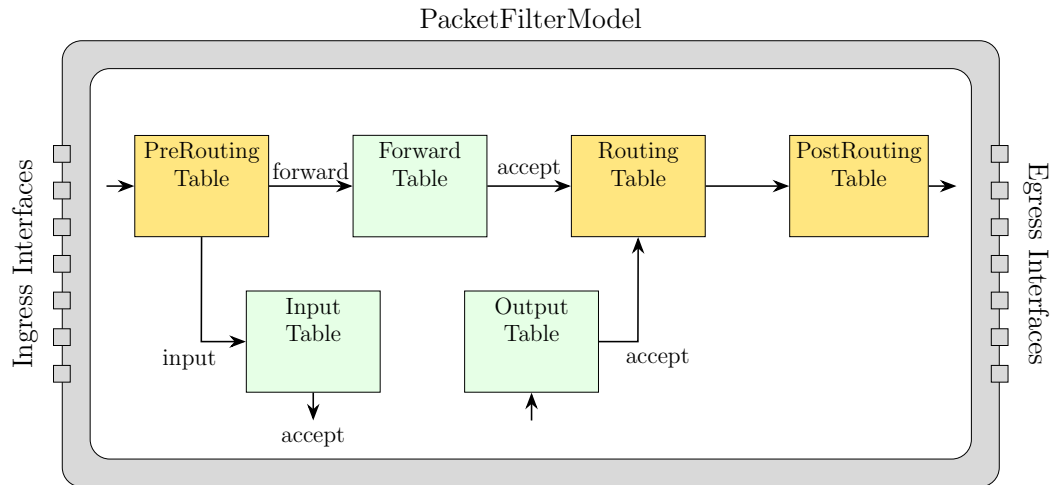 PacketFilterModel
Ingress Interfaces
PreRouting
Table
forward
Forward
Table
accept
Routing
Table
PostRouting
Table
Egress Interfaces
input
Input
Table
accept
Output
Table
accept